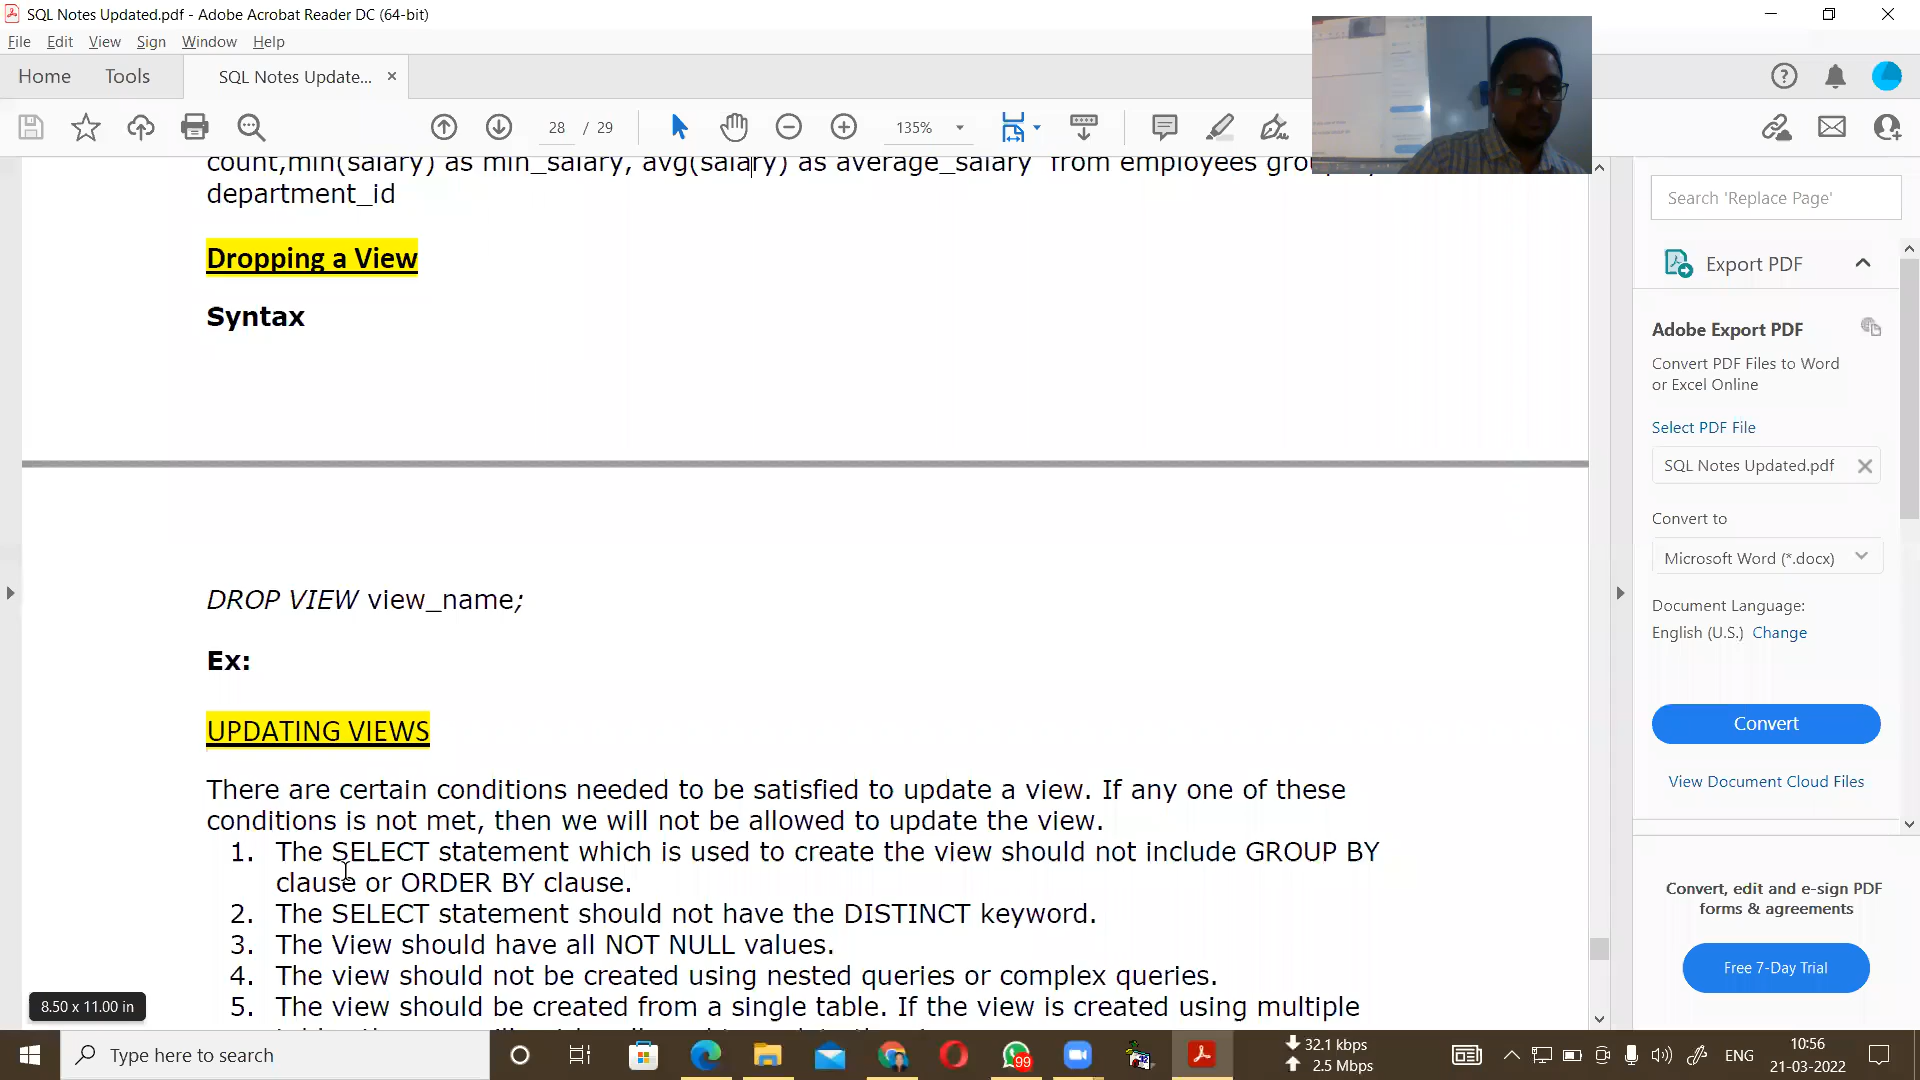 SQL Notes Updated.pdf - Adobe Acrobat Reader DC (64-bit)
File Edit View Sign Window Help
Home Tools SQL Notes Update... ×
28 / 29 135%
count,min(salary) as min_salary, avg(salary) as average_salary from employees
department_id
Dropping a View
Syntax
DROP VIEW view_name;
Ex:
UPDATING VIEWS
There are certain conditions needed to be satisfied to update a view. If any one of these
conditions is not met, then we will not be allowed to update the view.
1. The SELECT statement which is used to create the view should not include GROUP BY
clause or ORDER BY clause.
2. The SELECT statement should not have the DISTINCT keyword.
3. The View should have all NOT NULL values.
4. The view should not be created using nested queries or complex queries.
5. The view should be created from a single table. If the view is created using multiple
8.50 x 11.00 in
Search 'Replace Page'
Export PDF
Adobe Export PDF
Convert PDF Files to Word
or Excel Online
Select PDF File
SQL Notes Updated.pdf
Convert to
Microsoft Word (*.docx)
Document Language:
English (U.S.) Change
Convert
View Document Cloud Files
Convert, edit and e-sign PDF
forms & agreements
Free 7-Day Trial
Type here to search
99
32
32.1 kbps
2.5 Mbps
ENG
10:56
21-03-2022